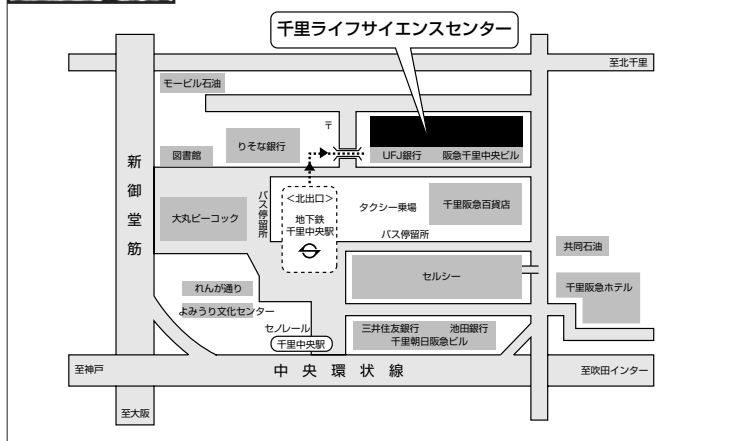 千里ライフサイエンスセンター
至北千里
モービル石油
〒
りそな銀行
図書館
UFJ銀行 阪急千里中央ビル
新御堂筋
大丸ピーコック
バス停留所
<北出口>
地下鉄
千里中央駅
タクシー乗場
千里阪急百貨店
バス停留所
共同石油
セルシー
千里阪急ホテル
れんが通り
よみうり文化センター
セノレール
千里中央駅
三井住友銀行 池田銀行
千里朝日阪急ビル
至神戸
中央環状線
至吹田インター
至大阪